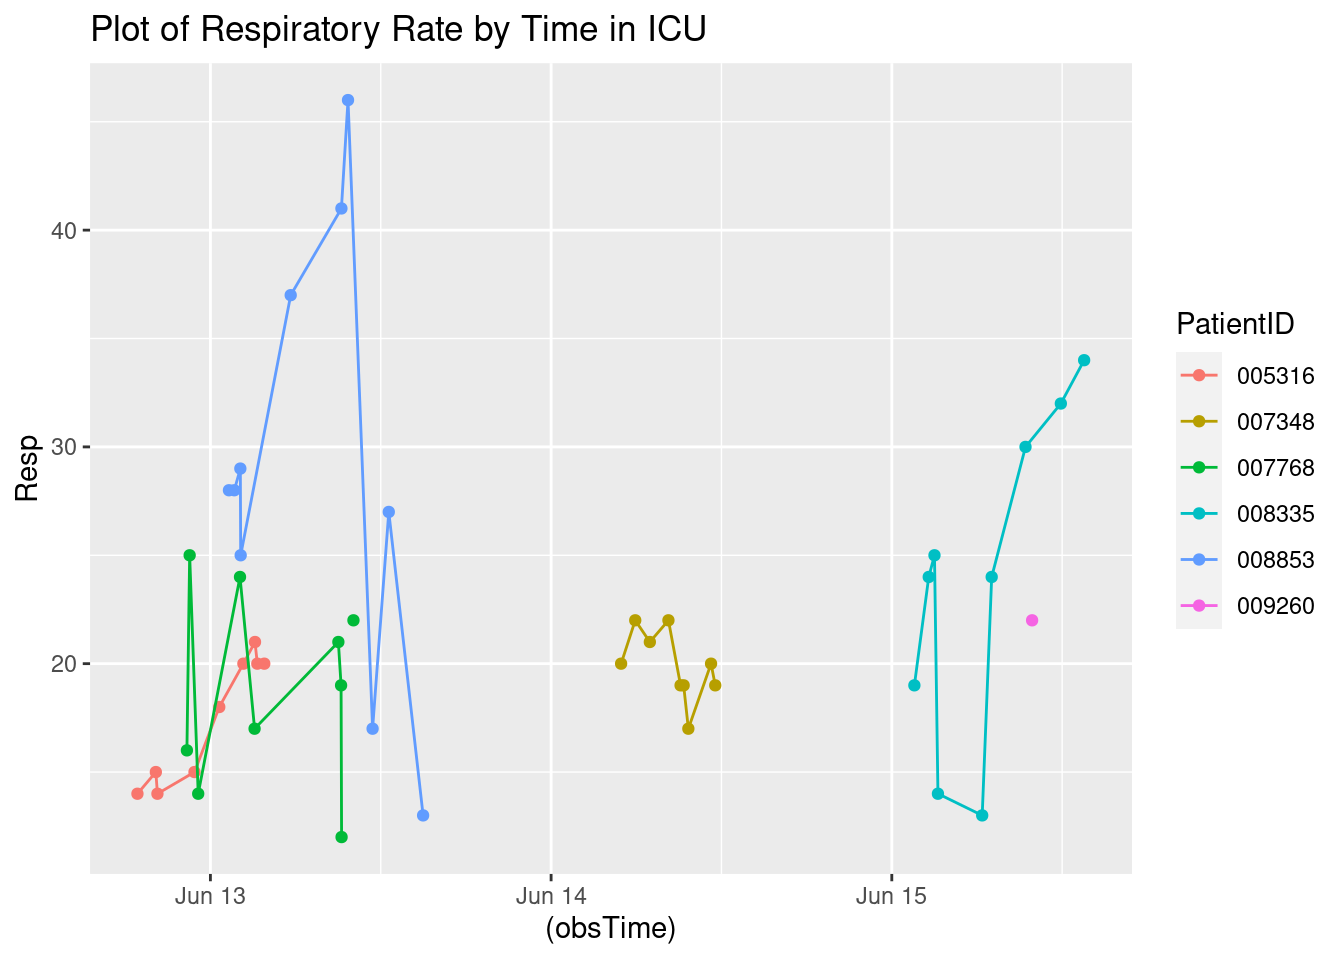 Plot of Respiratory Rate by Time in ICU
Resp
40
30
20
Jun 13
Jun 14
Jun 15
(obsTime)
PatientID
005316
007348
007768
008335
008853
009260